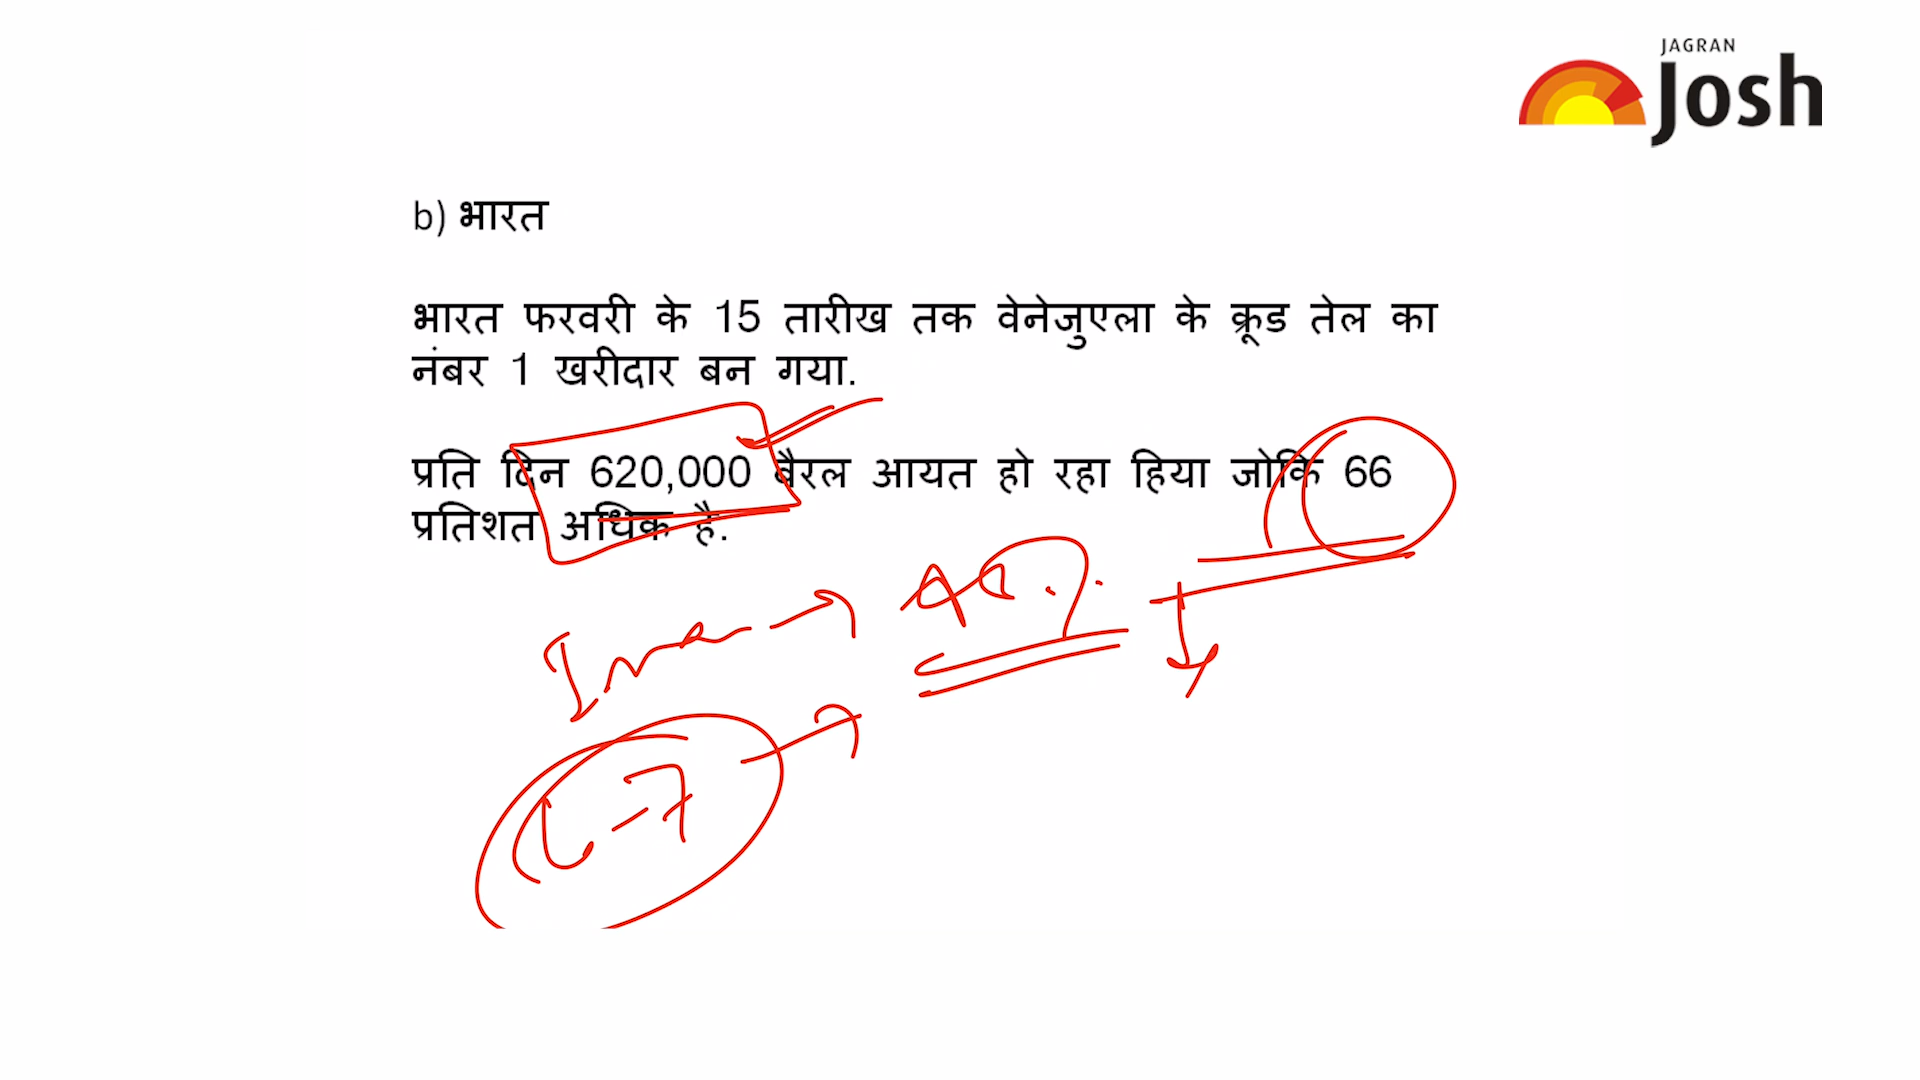 JAGRAN
Josh
b) भारत
भारत फरवरी के 15 तारीख तक वेनेजुएला के क्रूड तेल का
नंबर 1 खरीदार बन गया.
प्रति दिन 620,000 बैरल आयत हो रहा हिया जोकि 66
प्रतिशत अधिक है.